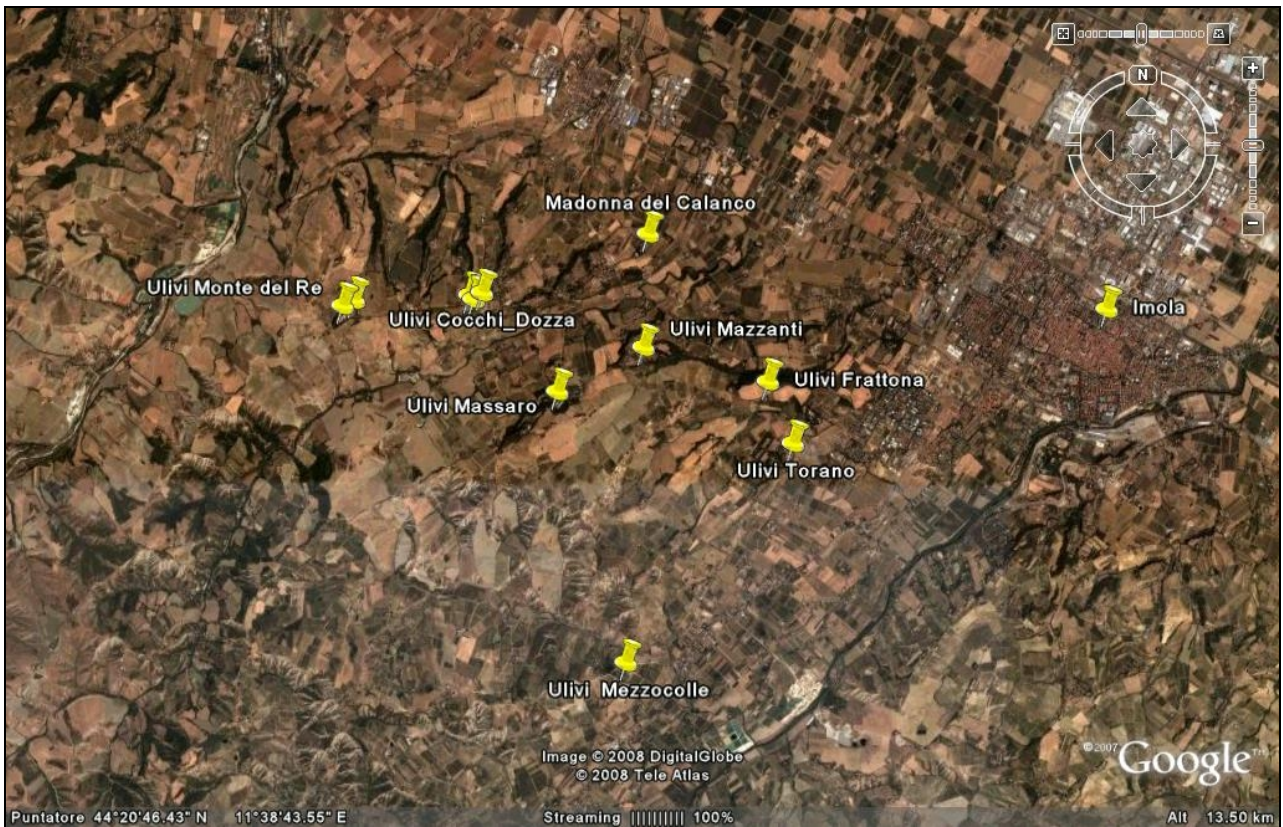 N
Madonna del Calanco
Ulivi Monte del Re
Imola
Ulivi Cocchi_Dozza
Ulivi Mazzanti
Ulivi Frattona
Ulivi Massaro
Ulivi Torano
Ulivi  Mezzocolle
Image © 2008 DigitalGlobe
© 2008 Tele Atlas
©2007 Google™
Puntatore 44°20'46.43" N 11°38'43.55" E Streaming |||||||||| 100% Alt 13.50 km